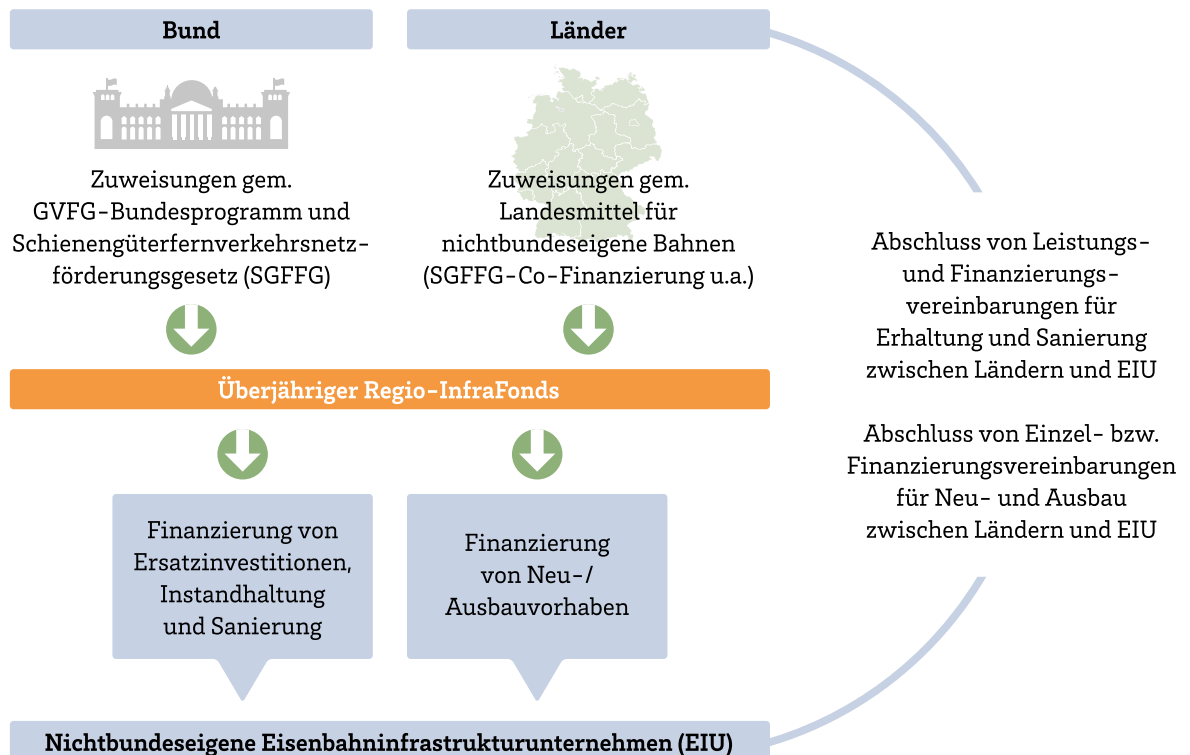 Bund
Länder
Zuweisungen gem.
GVFG-Bundesprogramm und
Schienengüterfernverkehrsnetz-
förderungsgesetz (SGFFG)
Zuweisungen gem.
Landesmittel für
nichtbundeseigene Bahnen
(SGFFG-Co-Finanzierung u.a.)
Überjähriger Regio-InfraFonds
Finanzierung von
Ersatzinvestitionen,
Instandhaltung
und Sanierung
Finanzierung
von Neu-/
Ausbauvorhaben
Nichtbundeseigene Eisenbahninfrastrukturunternehmen (EIU)
Abschluss von Leistungs-
und Finanzierungs-
vereinbarungen für
Erhaltung und Sanierung
zwischen Ländern und EIU
Abschluss von Einzel- bzw.
Finanzierungsvereinbarungen
für Neu- und Ausbau
zwischen Ländern und EIU